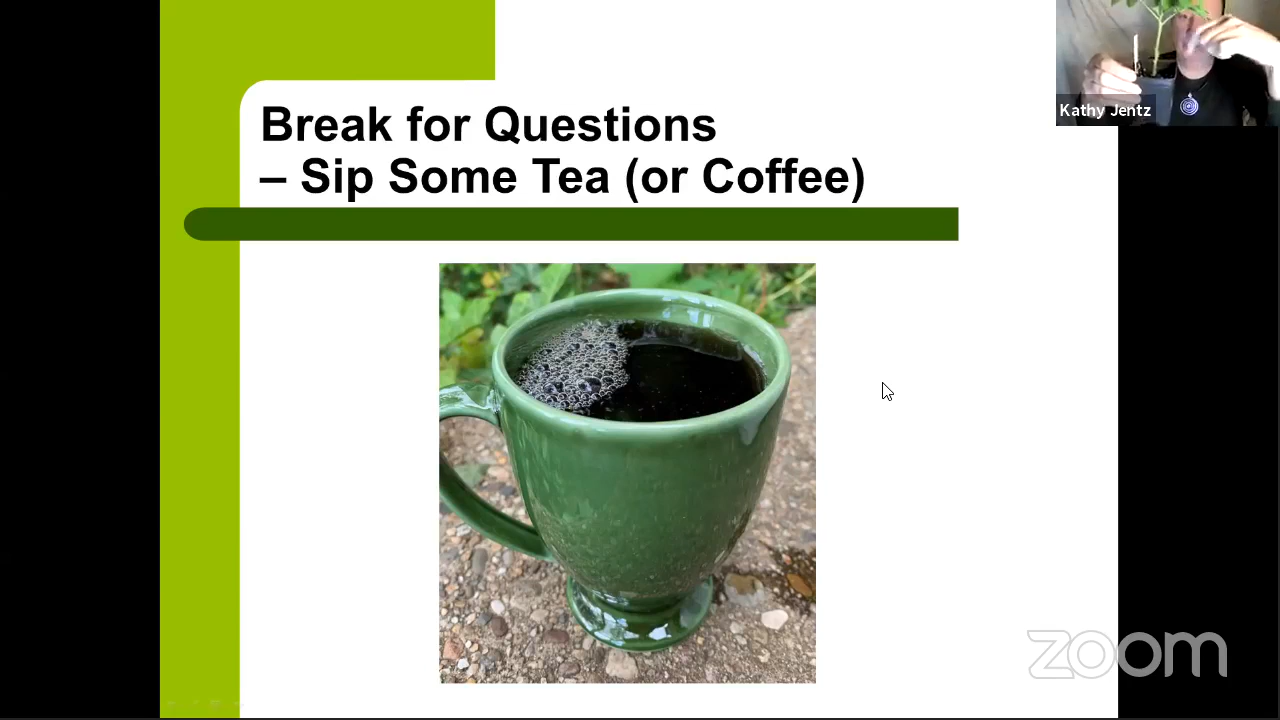 Kathy Jentz
Break for Questions
– Sip Some Tea (or Coffee)
zoom